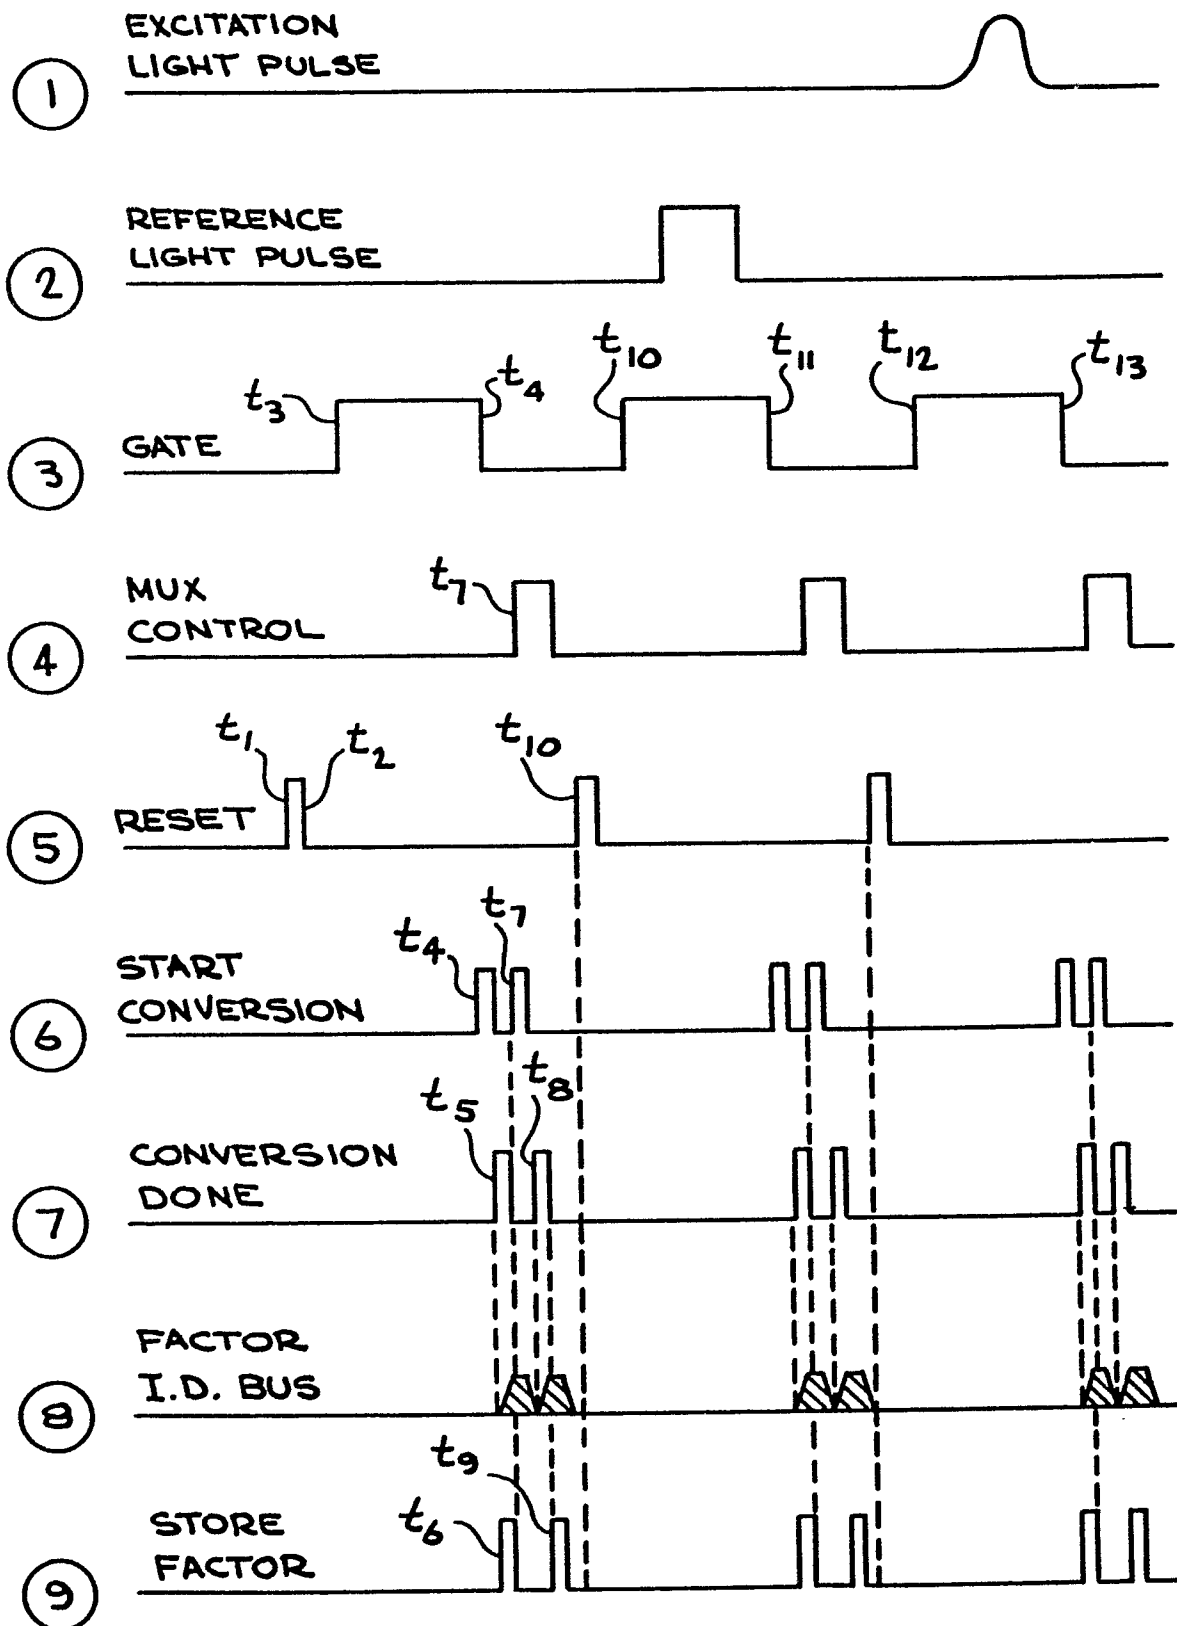 EXCITATION
LIGHT PULSE
1
REFERENCE
LIGHT PULSE
2
t3
t4
t10
t11
t12
t13
GATE
3
t7
MUX
CONTROL
4
t1
t2
t10
RESET
5
t4
t7
START
CONVERSION
6
t5
t8
CONVERSION
DONE
7
FACTOR
I.D. BUS
8
t9
t6
STORE
FACTOR
9